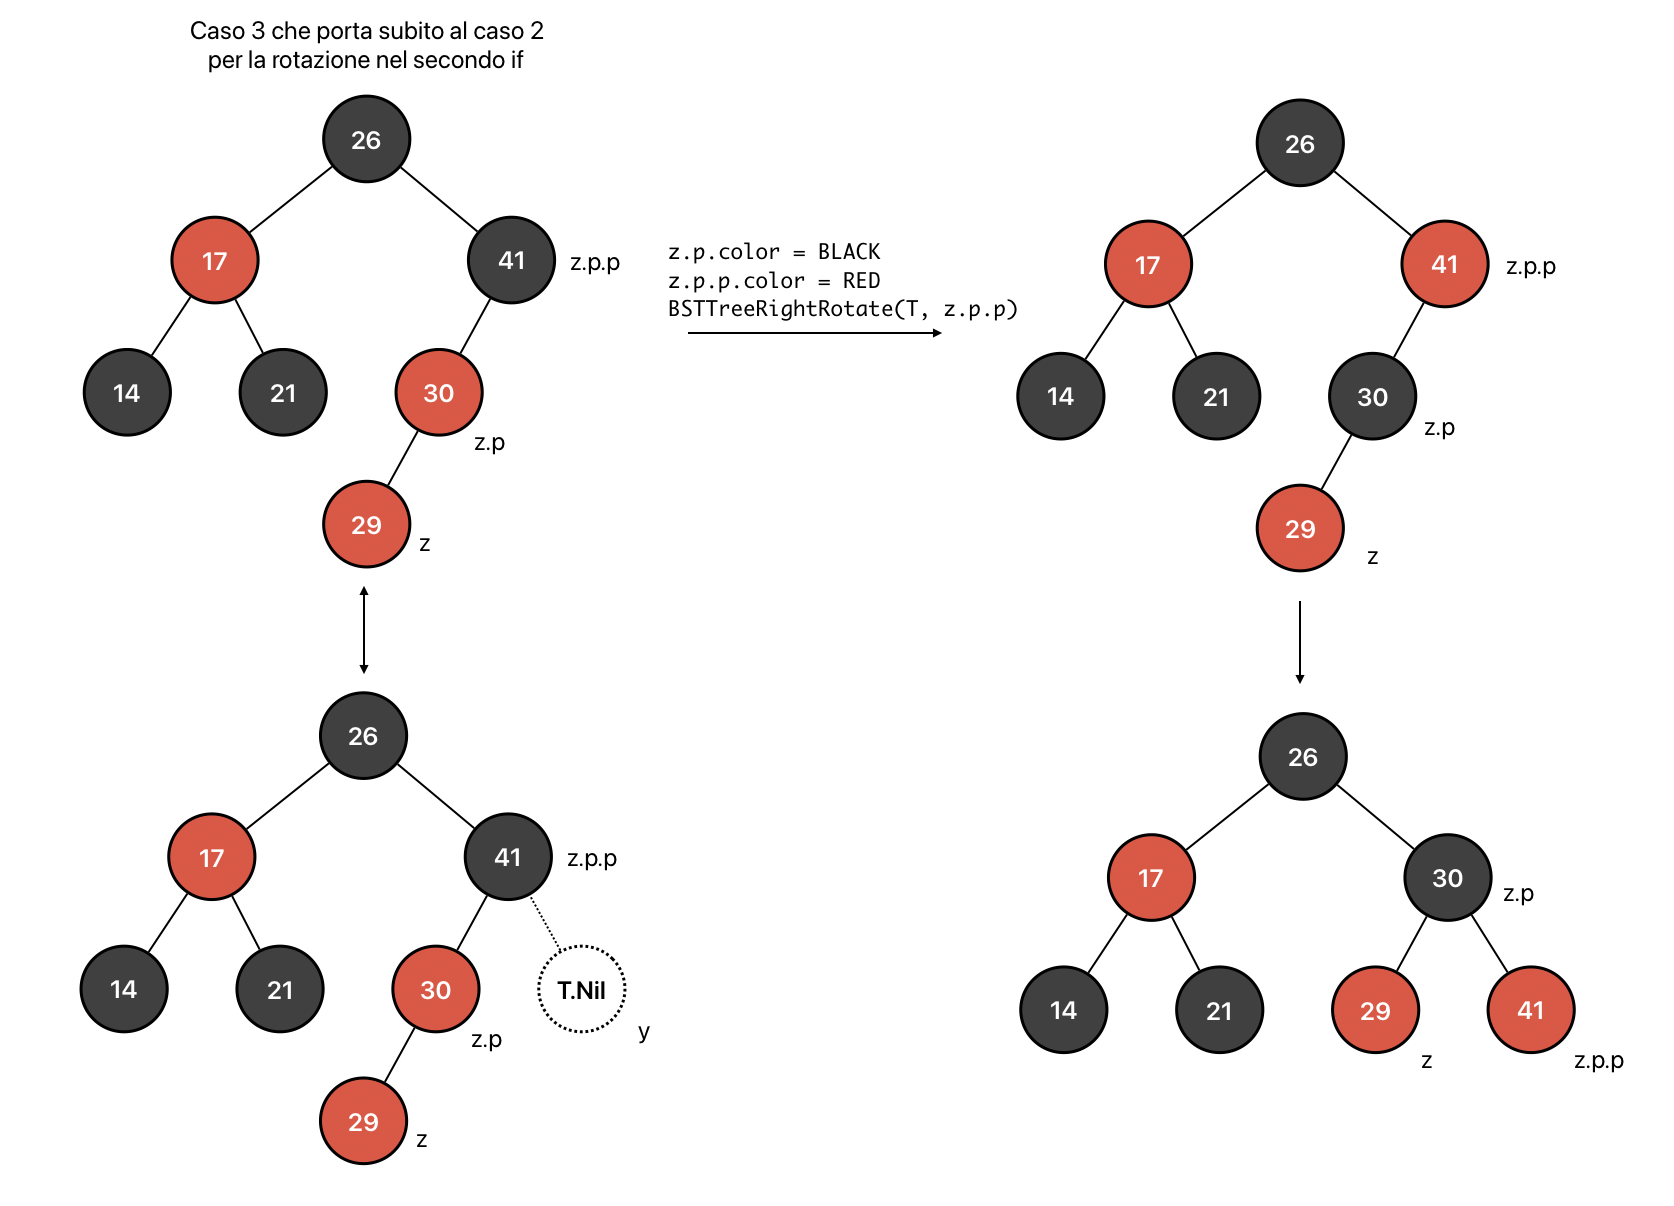 Caso 3 che porta subito al caso 2
per la rotazione nel secondo if
26
17
41
z.p.p
14
21
30
z.p
29
z
z.p.color = BLACK
z.p.p.color = RED
BSTTreeRightRotate(T, z.p.p)
26
17
41
z.p.p
14
21
30
z.p
29
z
26
17
41
z.p.p
14
21
30
z.p
T.Nil
y
29
z
26
17
30
z.p
14
21
29
z
41
z.p.p